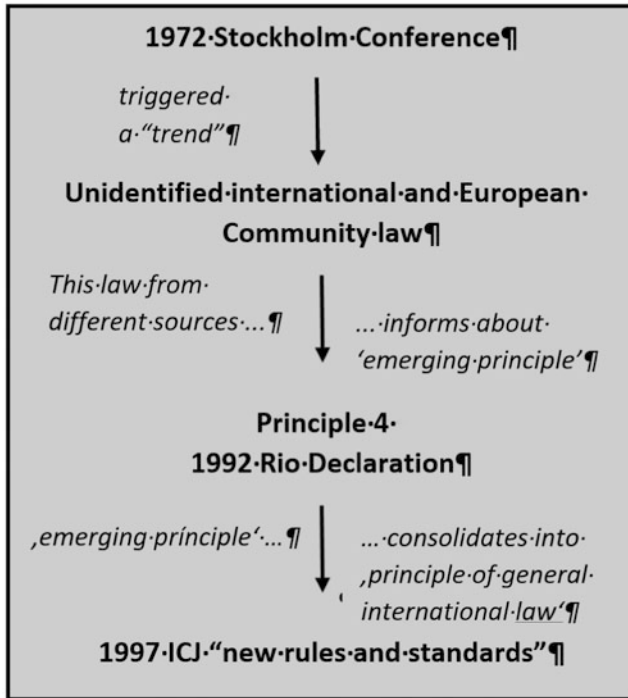 1972·Stockholm·Conference¶
triggered·
a·“trend”¶
Unidentified·international·and·European·
Community·law¶
This·law·from·
different·sources·...¶
...·informs·about·
‘emerging·principle’¶
Principle·4·
1992·Rio·Declaration¶
‚emerging·prínciple‘·...¶
...·consolidates·into·
‚principle·of·general·
international·law‘¶
1997·ICJ·“new·rules·and·standards”¶